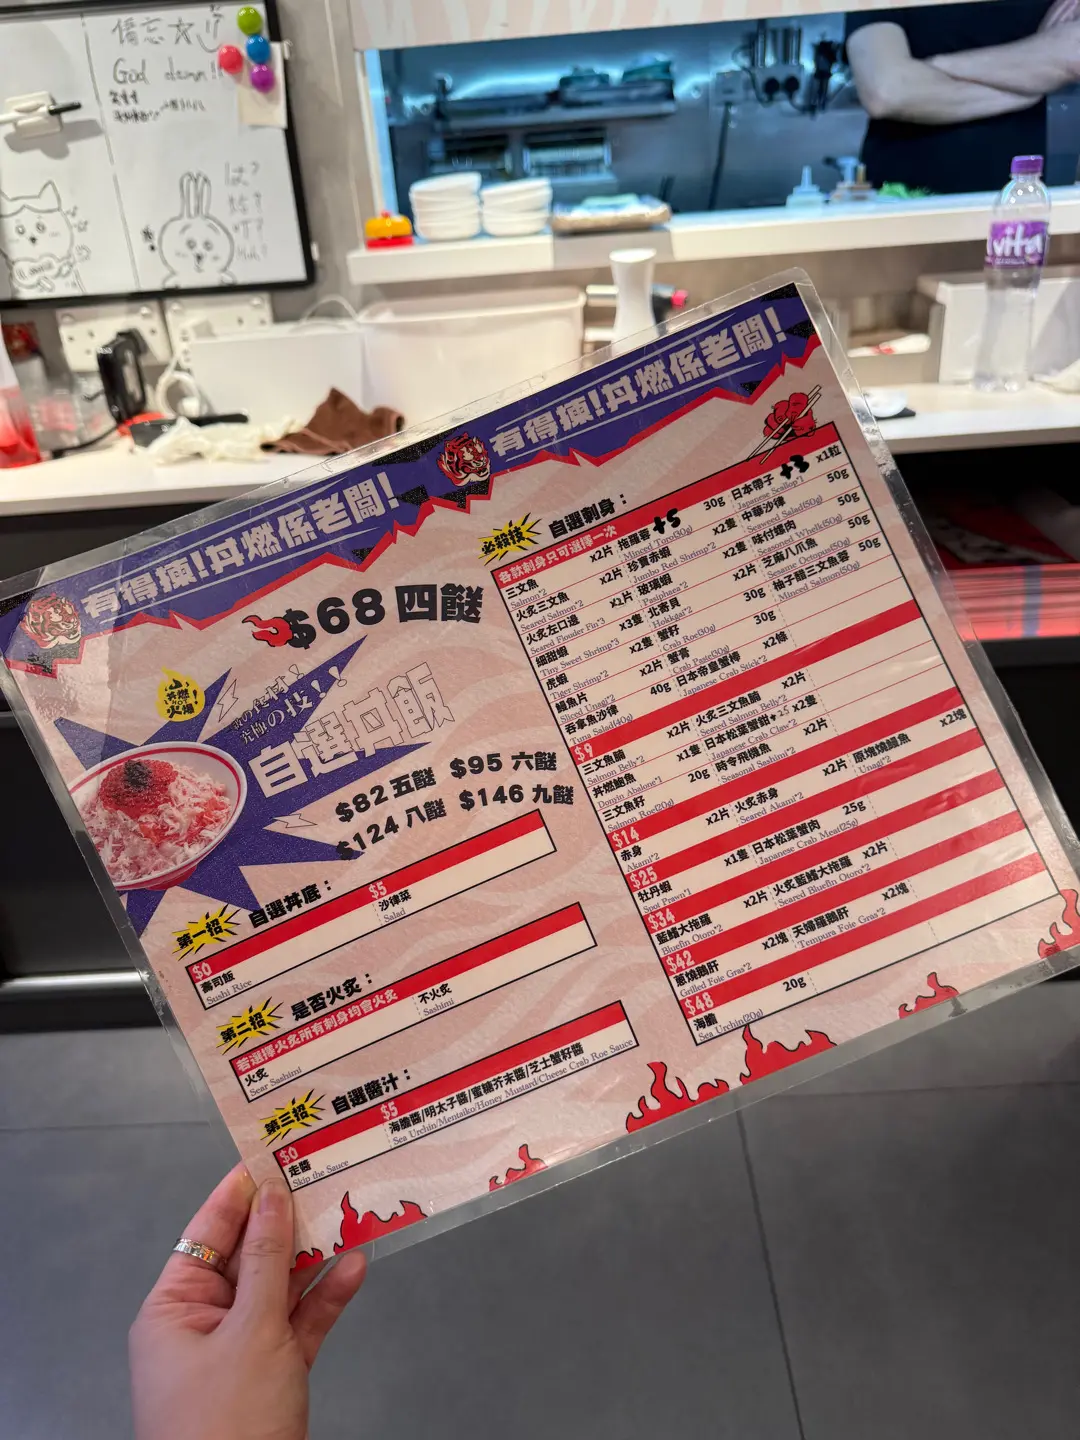 備忘
God damn!!
は?
吓?
Huh?
vita
有得揀!丼燃係老闆!
有得揀!丼燃係老闆!
$68 四餸
丼燃
HOT
火爆!
究極の技!!
自選丼飯
$82 五餸 $95 六餸
$124 八餸 $146 九餸
第一招 自選丼底：
$0 $5
壽司飯 沙律菜
Sushi Rice Salad
第二招 是否火炙：
若選擇火炙所有刺身均會火炙
火炙 不火炙
Sear Sashimi Sashimi
第三招 自選醬汁：
$0 $5
走醬 海膽醬/明太子醬/蜜糖芥末醬/芝士蟹籽醬
Skip the Sauce Sea Urchin/Mentaiko/Honey Mustard/Cheese Crab Roe Sauce
必殺技 自選刺身：
各款刺身只可選擇一次
三文魚 x2片 拖羅蓉 +5 30g 日本帶子 +3 x1粒
Salmon*2 Minced Toro(30g) Japanese Scallop*1
火炙三文魚 x2片 珍寶赤蝦 x2隻 中華沙律 50g
Seared Salmon*2 Jumbo Red Shrimp*2 Seaweed Salad(50g)
火炙左口邊 x1片 玻璃蝦 x2隻 味付螺肉 50g
Seared Flouder Fin*3 Pasiphaea*2 Seasoned Whelk(50g)
細甜蝦 x3隻 北寄貝 x2片 芝麻八爪魚 50g
Tiny Sweet Shrimp*3 Hokkgai*2 Sesame Octopus(50g)
虎蝦 x2隻 蟹籽 30g 柚子醋三文魚蓉 50g
Tiger Shrimp*2 Crab Roe(30g) Minced Salmon(50g)
鰻魚片 x2片 蟹膏 30g
Sliced Unagi*2 Crab Paste(30g)
吞拿魚沙律 40g 日本帝皇蟹棒 x2條
Tuna Salad(40g) Japanese Crab Stick*2
$9
三文魚腩 x2片 火炙三文魚腩 x2片
Salmon Belly*2 Seared Salmon Belly*2
丼燃鮑魚 x1隻 日本松葉蟹鉗 x2隻
Domin Abalone*1 Japanese Crab Claw*2
三文魚籽 20g 時令飛機魚 x2片
Salmon Roe(20g) Seasonal Sashimi*2
$14
赤身 x2片 火炙赤身 x2片 原塊燒鰻魚 x2塊
Akami*2 Seared Akami*2 Unagi*2
$25
牡丹蝦 x1隻 日本松葉蟹肉 25g
Spot Prawn*1 Japanese Crab Meat(25g)
$34
藍鰭大拖羅 x2片 火炙藍鰭大拖羅 x2片
Bluefin Otoro*2 Seared Bluefin Otoro*2
$42
蔥燒鵝肝 x2塊 天婦羅鵝肝 x2塊
Grilled Foie Gras*2 Tempura Foie Gras*2
$48
海膽 20g
Sea Urchin(20g)